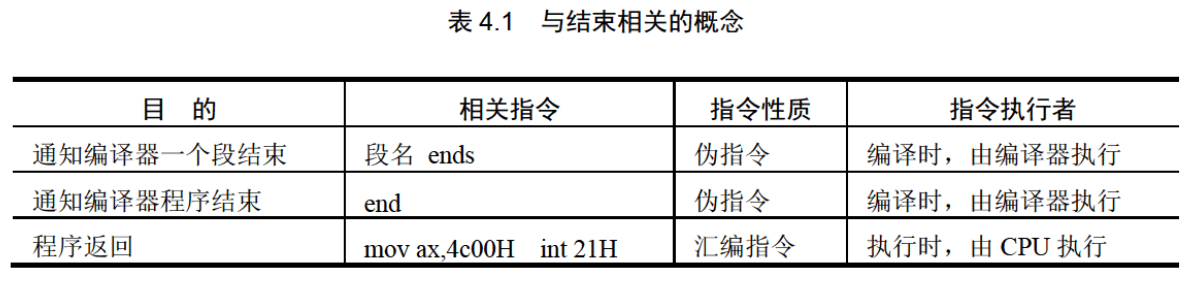 表 4.1 与结束相关的概念
目 的 相关指令 指令性质 指令执行者
通知编译器一个段结束 段名 ends 伪指令 编译时，由编译器执行
通知编译器程序结束 end 伪指令 编译时，由编译器执行
程序返回 mov ax,4c00H int 21H 汇编指令 执行时，由 CPU 执行